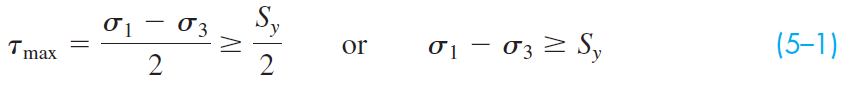 τmax = (σ1 − σ3)/2 ≥ Sy/2 or σ1 − σ3 ≥ Sy (5–1)